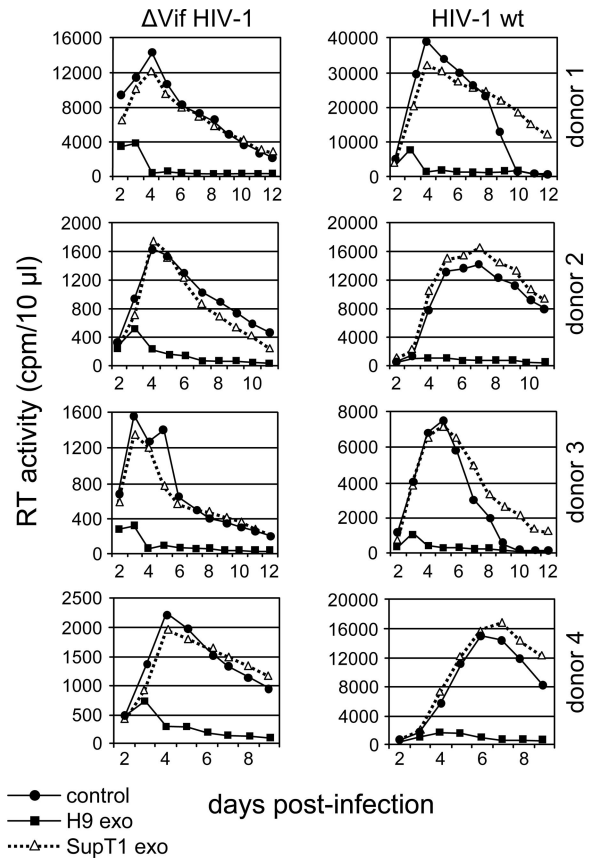 ΔVif HIV-1
HIV-1 wt
RT activity (cpm/10 µl)
16000
12000
8000
4000
0
2 4 6 8 10 12
40000
30000
20000
10000
0
2 4 6 8 10 12
donor 1
2000
1600
1200
800
400
0
2 4 6 8 10
20000
16000
12000
8000
4000
0
2 4 6 8 10
donor 2
1600
1200
800
400
0
2 4 6 8 10 12
8000
6000
4000
2000
0
2 4 6 8 10 12
donor 3
2500
2000
1500
1000
500
0
2 4 6 8
20000
16000
12000
8000
4000
0
2 4 6 8
donor 4
days post-infection
control
H9 exo
SupT1 exo